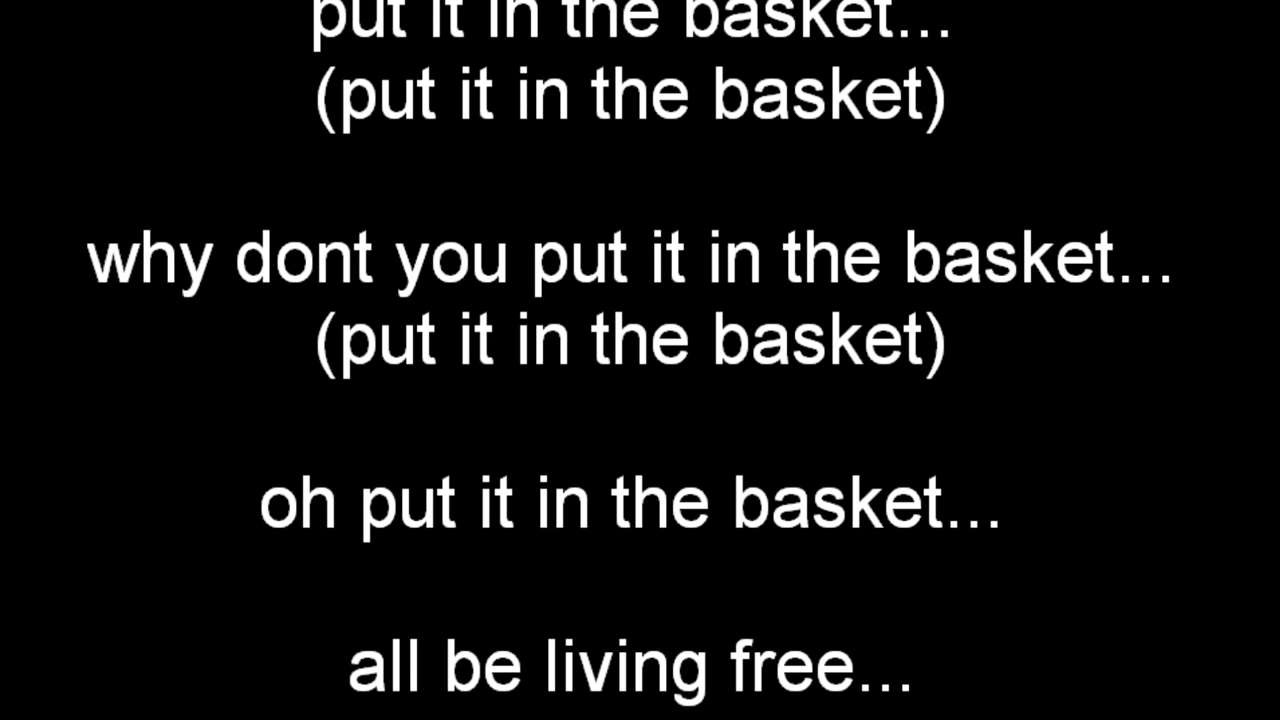 put it in the basket...
(put it in the basket)
why dont you put it in the basket...
(put it in the basket)
oh put it in the basket...
all be living free...